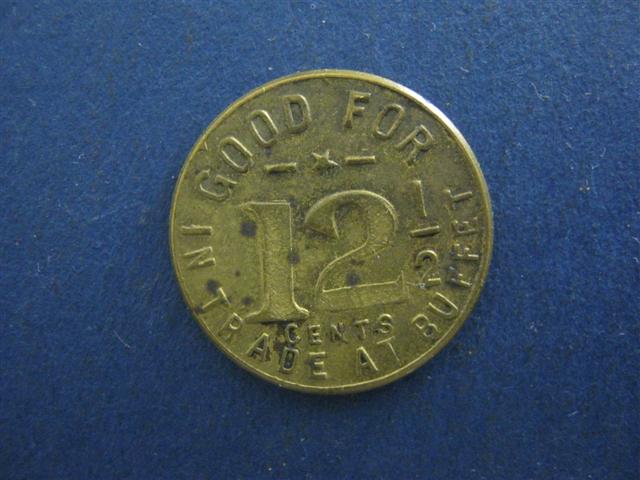 GOOD FOR
12 1/2
CENTS
IN TRADE AT BUFFET